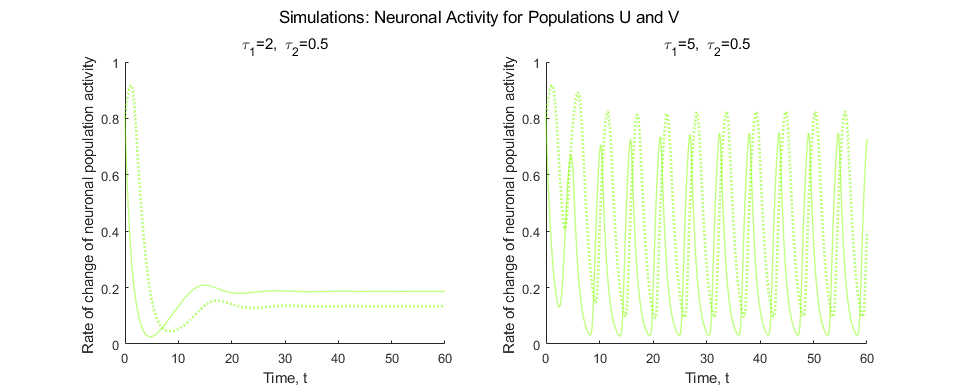 Simulations: Neuronal Activity for Populations U and V
τ1=2, τ2=0.5
Rate of change of neuronal population activity
1
0.8
0.6
0.4
0.2
0
0 10 20 30 40 50 60
Time, t
τ1=5, τ2=0.5
Rate of change of neuronal population activity
1
0.8
0.6
0.4
0.2
0
0 10 20 30 40 50 60
Time, t